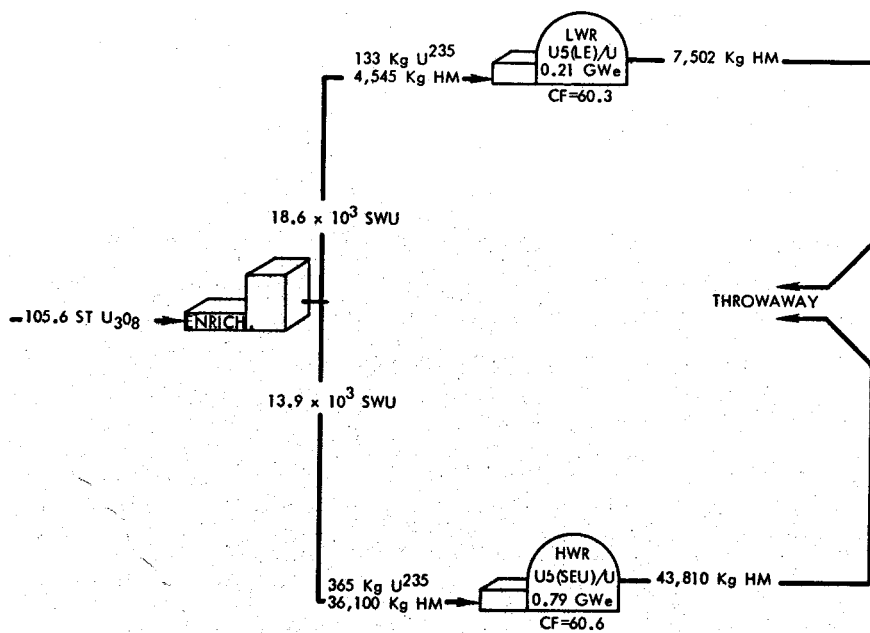 133 Kg U²³⁵
4,545 Kg HM
LWR
U5(LE)/U
0.21 GWe
CF=60.3
7,502 Kg HM
18.6 × 10³ SWU
105.6 ST U₃O₈
ENRICH.
THROWAWAY
13.9 × 10³ SWU
365 Kg U²³⁵
36,100 Kg HM
HWR
U5(SEU)/U
0.79 GWe
CF=60.6
43,810 Kg HM